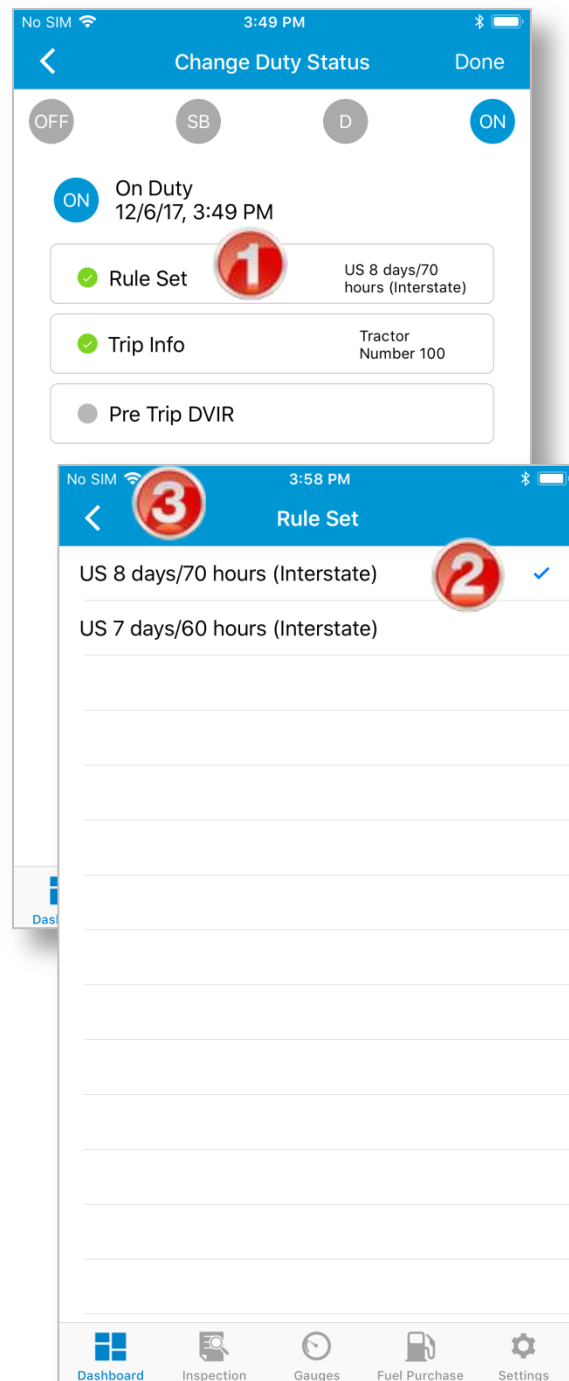 No SIM 3:49 PM
Change Duty Status Done
OFF SB D ON
ON On Duty
12/6/17, 3:49 PM
1
Rule Set US 8 days/70
hours (Interstate)
Trip Info Tractor
Number 100
Pre Trip DVIR
No SIM 3:58 PM
3
Rule Set
US 8 days/70 hours (Interstate) 2
US 7 days/60 hours (Interstate)
Das
Dashboard Inspection Gauges Fuel Purchase Settings